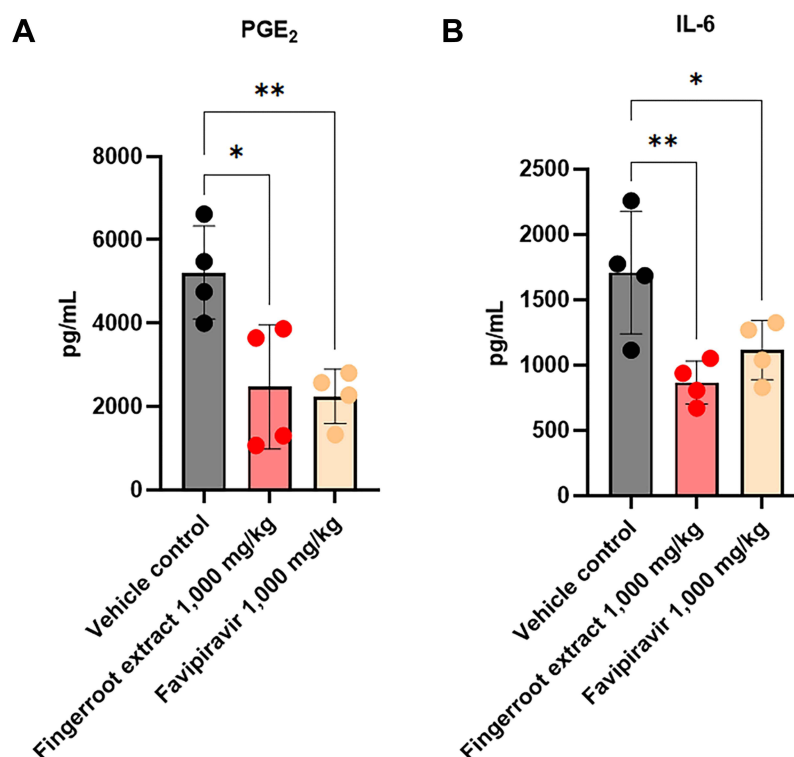 A
PGE₂
**
*
8000
6000
4000
2000
0
pg/mL
Vehicle control
Fingerroot extract 1,000 mg/kg
Favipiravir 1,000 mg/kg
B
IL-6
*
**
2500
2000
1500
1000
500
0
pg/mL
Vehicle control
Fingerroot extract 1,000 mg/kg
Favipiravir 1,000 mg/kg